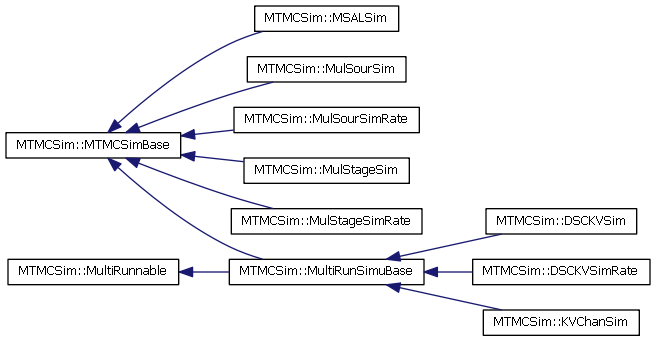 MTMCSim::MSALSim
MTMCSim::MulSourSim
MTMCSim::MulSourSimRate
MTMCSim::MTMCSimBase
MTMCSim::MulStageSim
MTMCSim::MulStageSimRate
MTMCSim::DSCKVSim
MTMCSim::MultiRunnable
MTMCSim::MultiRunSimuBase
MTMCSim::DSCKVSimRate
MTMCSim::KVChanSim